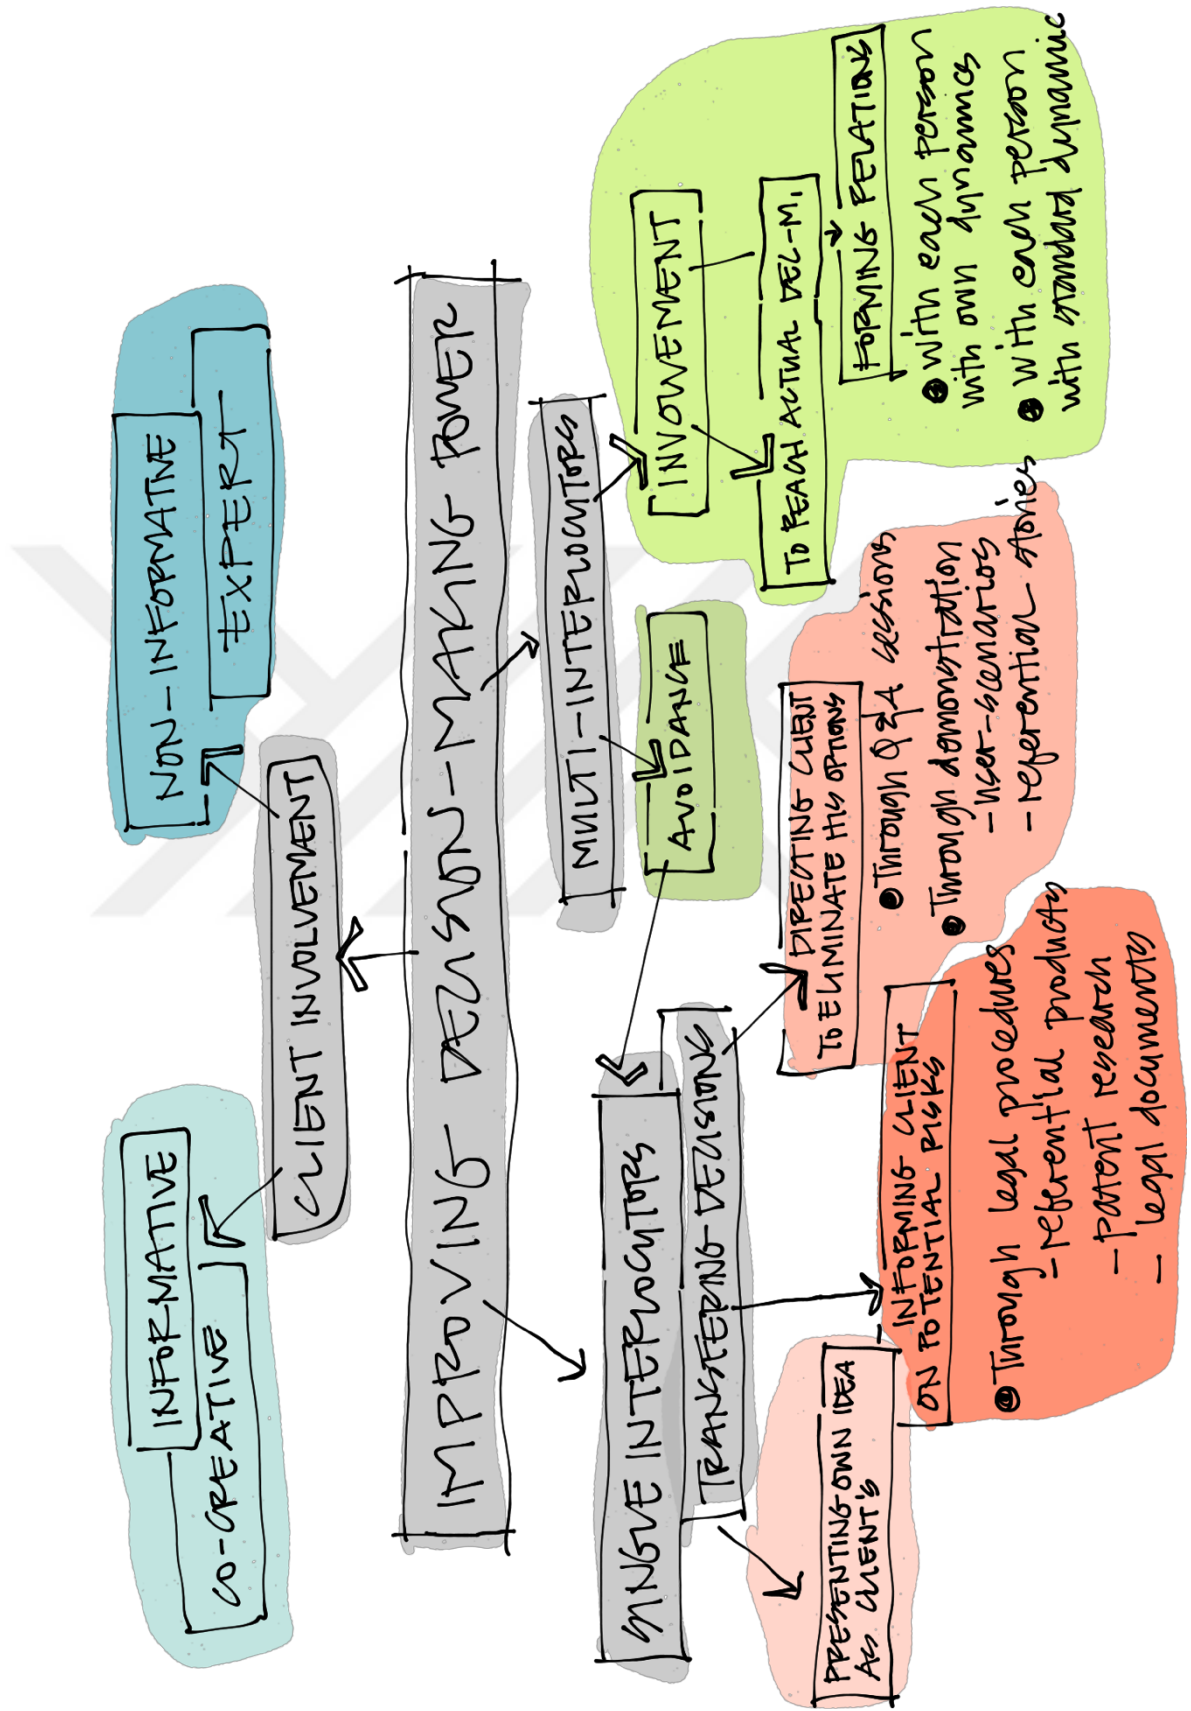 INFORMATIVE
CO-CREATIVE
NON-INFORMATIVE
EXPERT
CLIENT INVOLVEMENT
IMPROVING DECISION-MAKING POWER
SINGLE INTERLOCUTORS
TRANSFERING DECISIONS
MULTI-INTERLOCUTORS
AVOIDANCE
INVOLVEMENT
TO REACH ACTUAL DEC-M.
FORMING RELATIONS
with each person
with own dynamics
with each person
with standard dynamic
PRESENTING OWN IDEA
AS CLIENT'S
INFORMING CLIENT
ON POTENTIAL RISKS
Through legal procedures
- referential products
- patent research
- legal documents
DIRECTING CLIENT
TO ELIMINATE HIS OPTIONS
Through Q&A sessions
Through demonstration
- user-scenarios
- referential stories